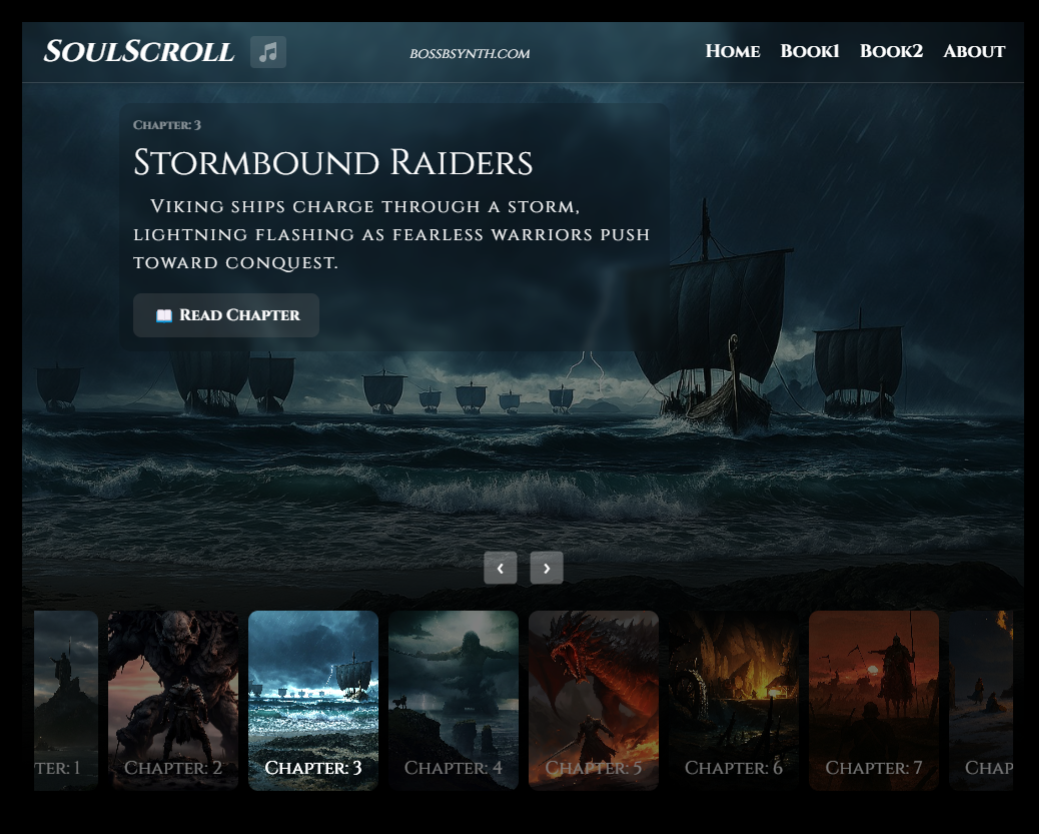 SoulScroll
bossbsynth.com
Home Book1 Book2 About
Chapter: 3
Stormbound Raiders
Viking ships charge through a storm,
lightning flashing as fearless warriors push
toward conquest.
Read Chapter
‹ ›
ter: 1 Chapter: 2 Chapter: 3 Chapter: 4 Chapter: 5 Chapter: 6 Chapter: 7 Chap